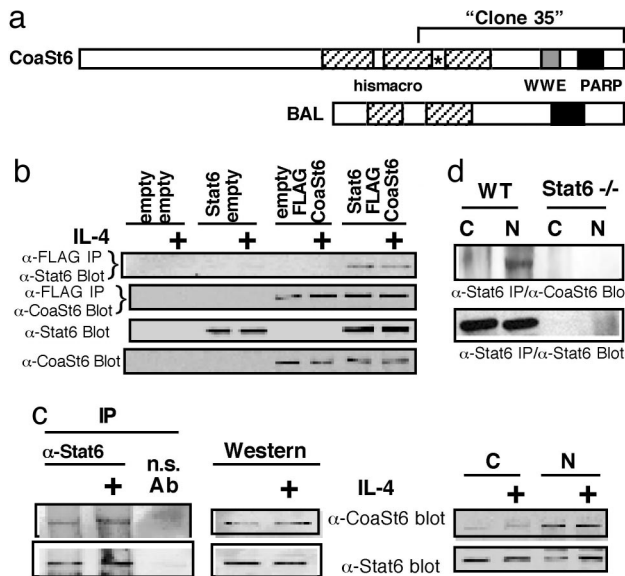 a
"Clone 35"
CoaSt6
*
hismacro
WWE PARP
BAL
b
empty empty
Stat6 empty
empty FLAG CoaSt6
Stat6 FLAG CoaSt6
IL-4 + + + +
α-FLAG IP
α-Stat6 Blot
α-FLAG IP
α-CoaSt6 Blot
α-Stat6 Blot
α-CoaSt6 Blot
d
WT Stat6 -/-
C N C N
α-Stat6 IP/α-CoaSt6 Blo
α-Stat6 IP/α-Stat6 Blot
c
IP
α-Stat6 n.s. Ab
+
Western
+
IL-4
α-CoaSt6 blot
α-Stat6 blot
C N
+ +